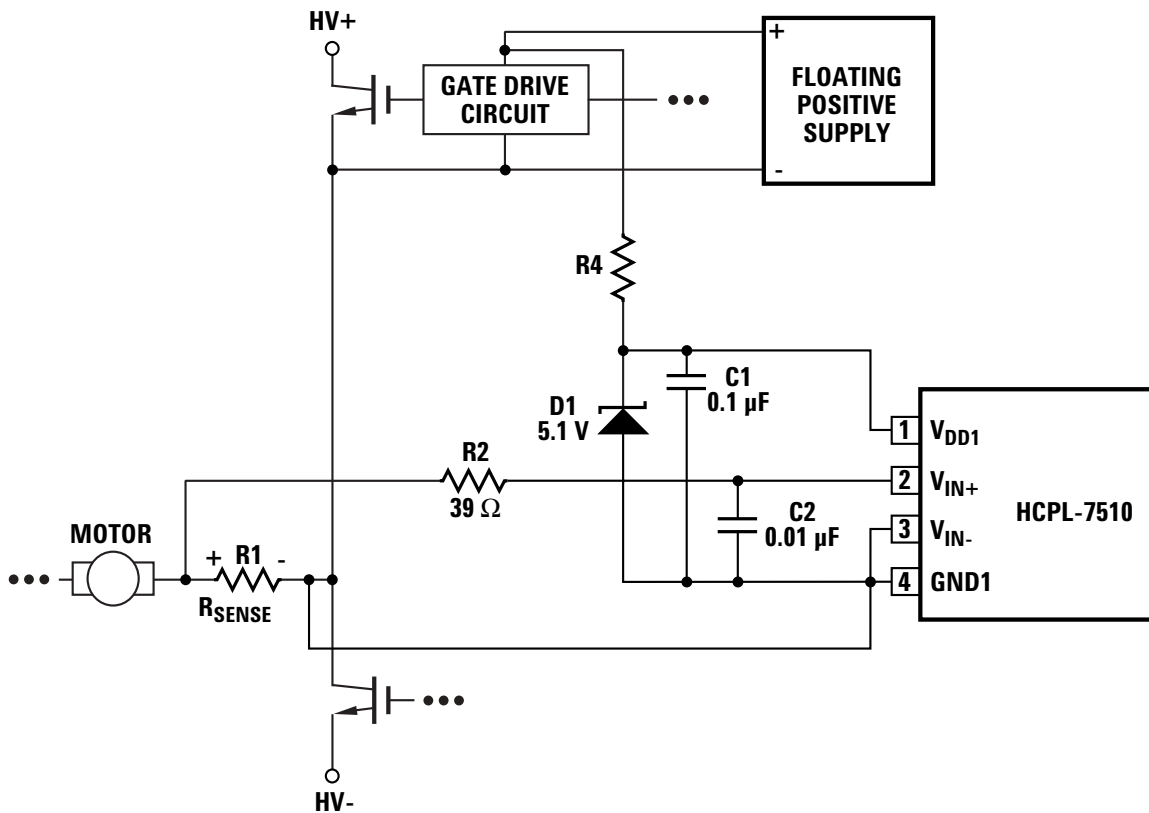 HV+
+
GATE DRIVE
CIRCUIT
FLOATING
POSITIVE
SUPPLY
-
R4
C1
0.1 µF
D1
5.1 V
1
V_DD1
R2
39 Ω
2
V_IN+
HCPL-7510
C2
0.01 µF
3
V_IN-
MOTOR
+
R1
-
R_SENSE
4
GND1
HV-